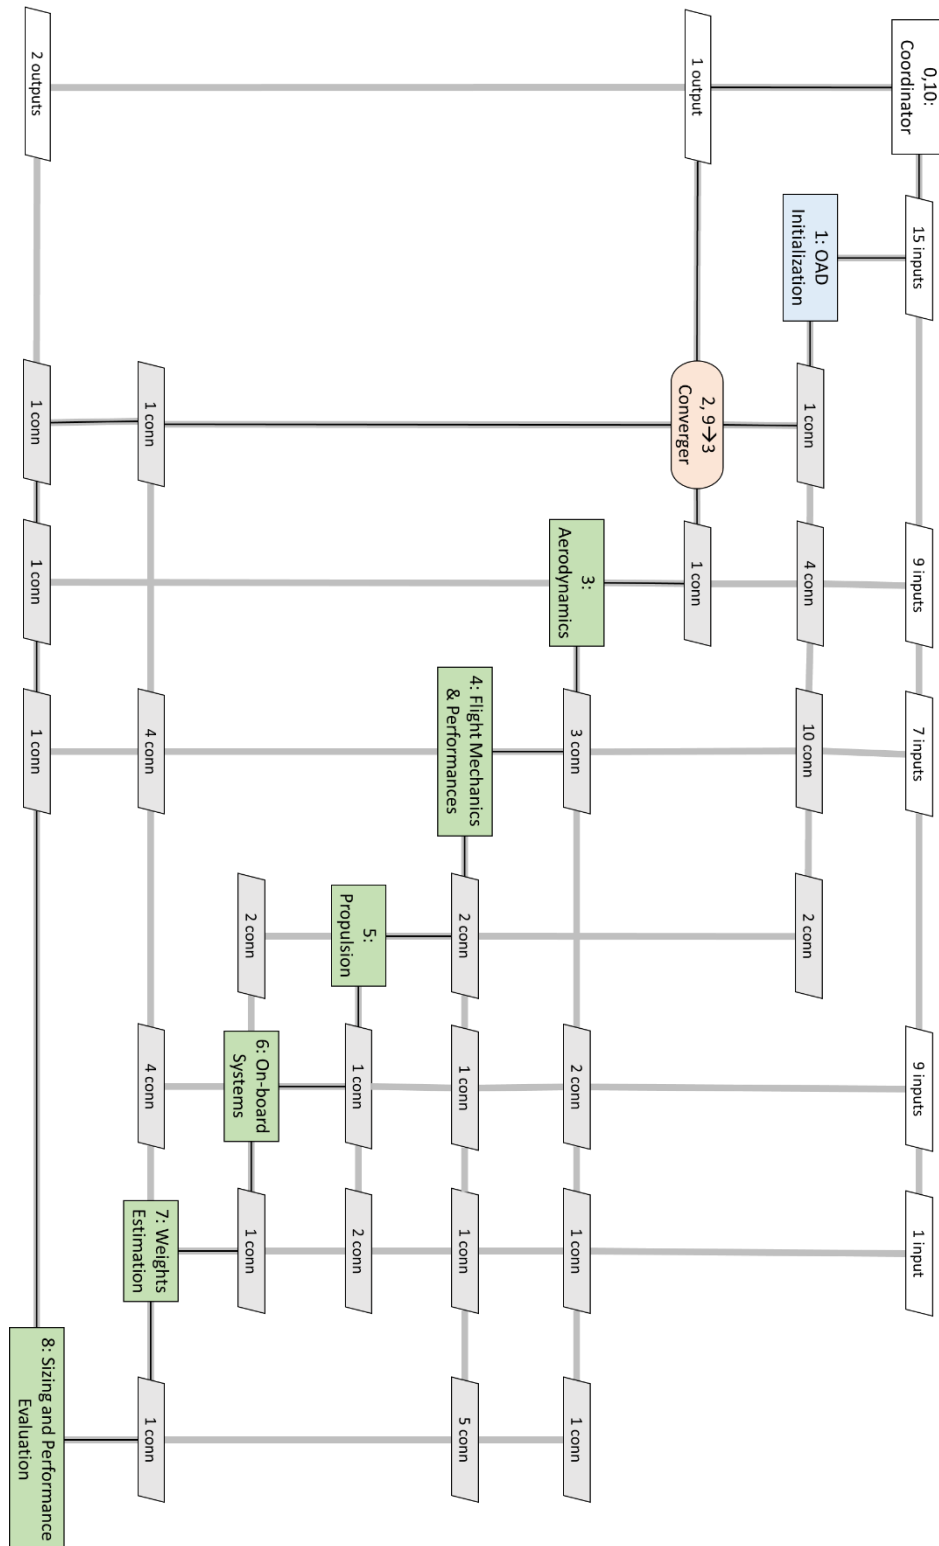 0,10:
Coordinator
15 inputs
9 inputs
7 inputs
9 inputs
1 input
1: OAD
Initialization
1 conn
4 conn
10 conn
2 conn
1 output
2, 9→3
Converger
1 conn
3:
Aerodynamics
3 conn
2 conn
1 conn
1 conn
4: Flight Mechanics
& Performances
2 conn
1 conn
1 conn
5 conn
5:
Propulsion
1 conn
2 conn
2 conn
6: On-board
Systems
1 conn
1 conn
4 conn
4 conn
7: Weights
Estimation
1 conn
2 outputs
1 conn
1 conn
1 conn
8: Sizing and Performance
Evaluation